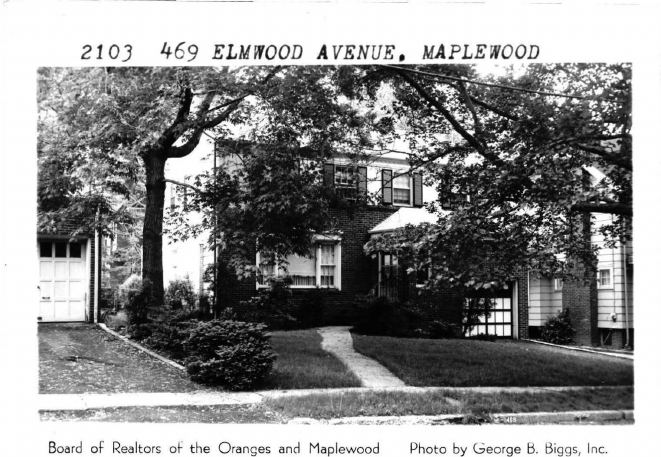 2103 469 ELMWOOD AVENUE, MAPLEWOOD
Board of Realtors of the Oranges and Maplewood Photo by George B. Biggs, Inc.